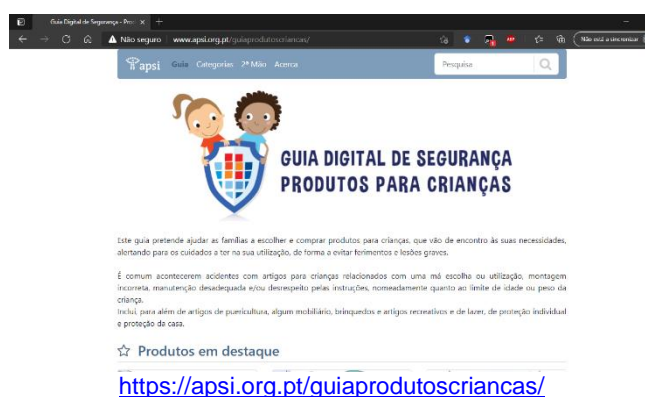 Guia Digital de Segurança - Prod
Não seguro www.apsi.org.pt/guiaprodutoscriancas/
Não está a sincronizar
apsi Guia Categorias 2ª Mão Acerca Pesquisa
GUIA DIGITAL DE SEGURANÇA
PRODUTOS PARA CRIANÇAS
Este guia pretende ajudar as famílias a escolher e comprar produtos para crianças, que vão de encontro às suas necessidades,
alertando para os cuidados a ter na sua utilização, de forma a evitar ferimentos e lesões graves.
É comum acontecerem acidentes com artigos para crianças relacionados com uma má escolha ou utilização, montagem
incorreta, manutenção desadequada e/ou desrespeito pelas instruções, nomeadamente quanto ao limite de idade ou peso da
criança.
Inclui, para além de artigos de puericultura, algum mobiliário, brinquedos e artigos recreativos e de lazer, de proteção individual
e proteção da casa.
Produtos em destaque
https://apsi.org.pt/guiaprodutoscriancas/